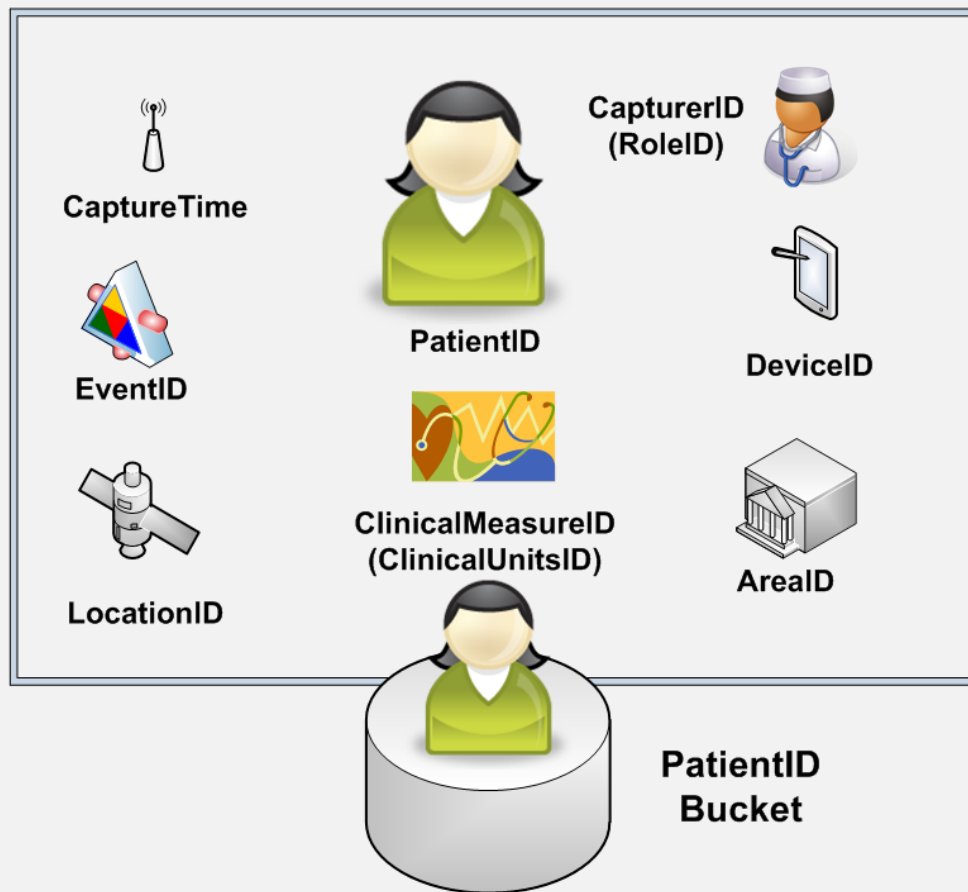 CapturerID
(RoleID)
CaptureTime
PatientID
DeviceID
EventID
ClinicalMeasureID
(ClinicalUnitsID)
AreaID
LocationID
PatientID
Bucket